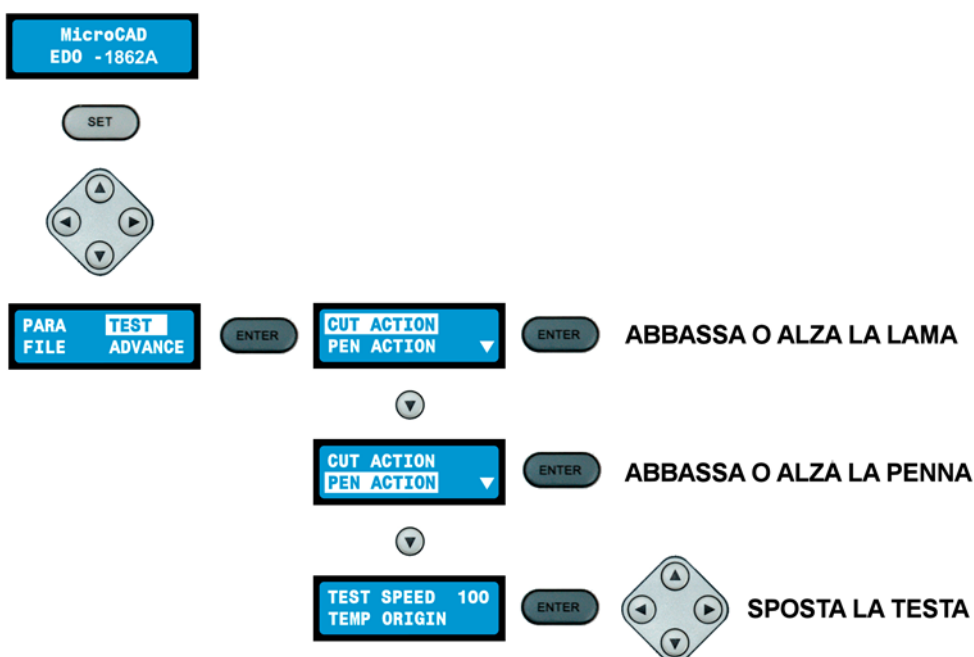 MicroCAD
EDO -1862A
SET
PARA TEST
FILE ADVANCE
ENTER
CUT ACTION
PEN ACTION
ENTER
ABBASSA O ALZA LA LAMA
CUT ACTION
PEN ACTION
ENTER
ABBASSA O ALZA LA PENNA
TEST SPEED 100
TEMP ORIGIN
ENTER
SPOSTA LA TESTA